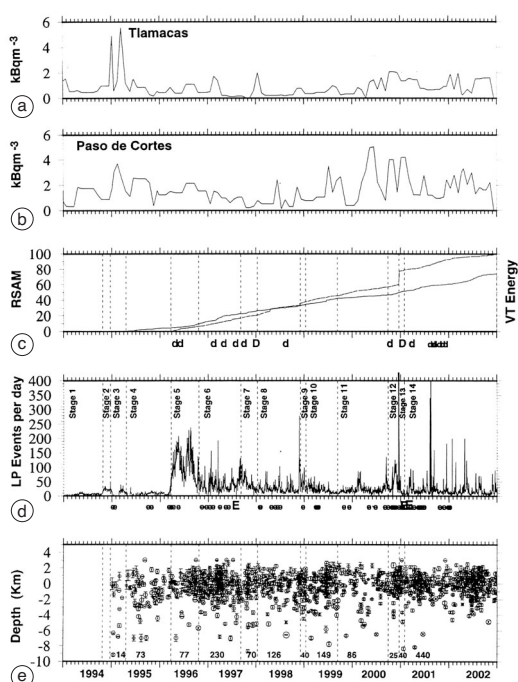 6
4
2
0
kBqm-3
Tlamacas
a
6
4
2
0
kBqm-3
Paso de Cortes
b
100
80
60
40
20
0
RSAM
VT Energy
c
d d d d d d D d d D d
400
350
300
250
200
150
100
50
0
LP Events per day
Stage 1
Stage 2
Stage 3
Stage 4
Stage 5
Stage 6
Stage 7
Stage 8
Stage 9
Stage 10
Stage 11
Stage 12
Stage 13
Stage 14
d
E
4
2
0
-2
-4
-6
-8
-10
Depth (Km)
14 73 77 230 70 126 40 149 86 25 40 440
e
1994 1995 1996 1997 1998 1999 2000 2001 2002